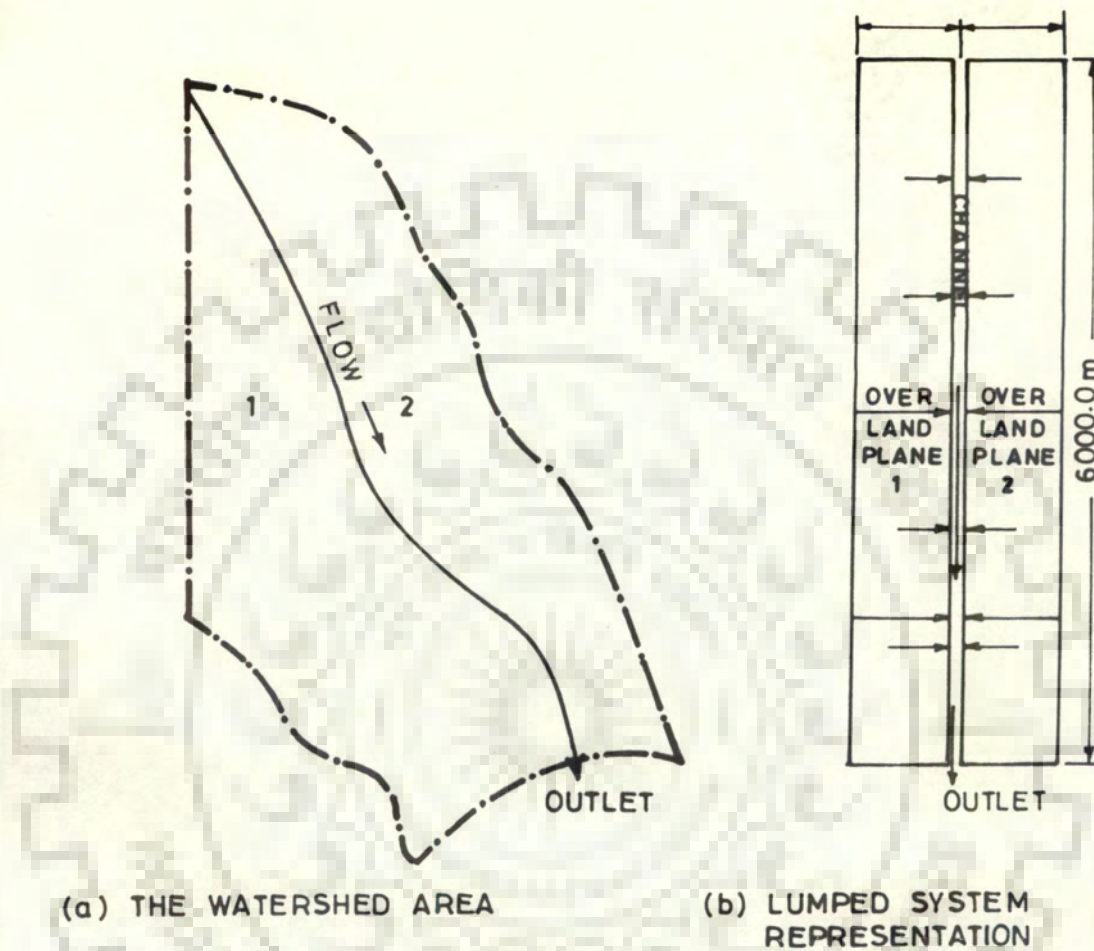 FLOW
1
2
OUTLET
(a) THE WATERSHED AREA
CHANNEL
OVER
LAND
PLANE
1
OVER
LAND
PLANE
2
6000.0 m
OUTLET
(b) LUMPED SYSTEM
REPRESENTATION